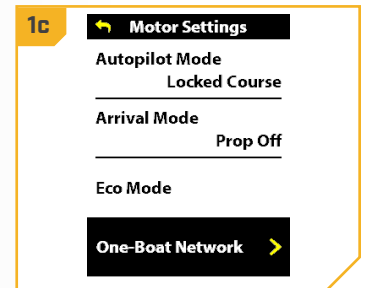 1c
Motor Settings
Autopilot Mode
Locked Course
Arrival Mode
Prop Off
Eco Mode
One-Boat Network